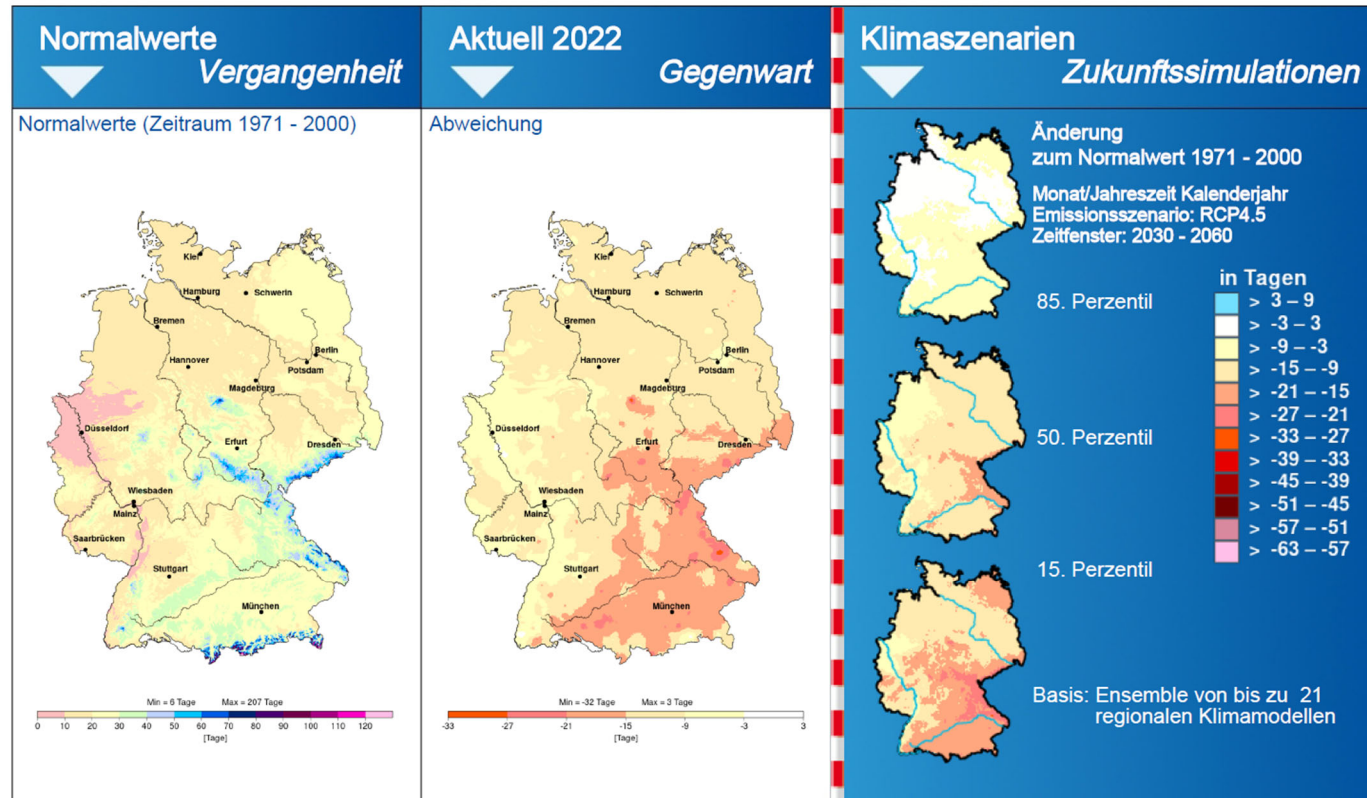 Normalwerte
Vergangenheit
Normalwerte (Zeitraum 1971 - 2000)
Kiel
Hamburg
Schwerin
Bremen
Berlin
Hannover
Potsdam
Magdeburg
Düsseldorf
Erfurt
Dresden
Wiesbaden
Mainz
Saarbrücken
Stuttgart
München
Min = 6 Tage Max = 207 Tage
0 10 20 30 40 50 60 70 80 90 100 110 120
[Tage]
Aktuell 2022
Gegenwart
Abweichung
Kiel
Hamburg
Schwerin
Bremen
Berlin
Hannover
Potsdam
Magdeburg
Düsseldorf
Erfurt
Dresden
Wiesbaden
Mainz
Saarbrücken
Stuttgart
München
Min = -32 Tage Max = 3 Tage
-33 -27 -21 -15 -9 -3 3
[Tage]
Klimaszenarien
Zukunftssimulationen
Änderung
zum Normalwert 1971 - 2000
Monat/Jahreszeit Kalenderjahr
Emissionsszenario: RCP4.5
Zeitfenster: 2030 - 2060
85. Perzentil
50. Perzentil
15. Perzentil
in Tagen
> 3 – 9
> -3 – 3
> -9 – -3
> -15 – -9
> -21 – -15
> -27 – -21
> -33 – -27
> -39 – -33
> -45 – -39
> -51 – -45
> -57 – -51
> -63 – -57
Basis: Ensemble von bis zu 21
regionalen Klimamodellen